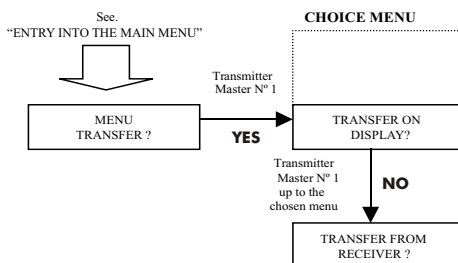 See.
“ENTRY INTO THE MAIN MENU”
CHOICE MENU
Transmitter
Master Nº 1
MENU
TRANSFER ?
YES
TRANSFER ON
DISPLAY?
Transmitter
Master Nº 1
up to the
chosen menu
NO
TRANSFER FROM
RECEIVER ?